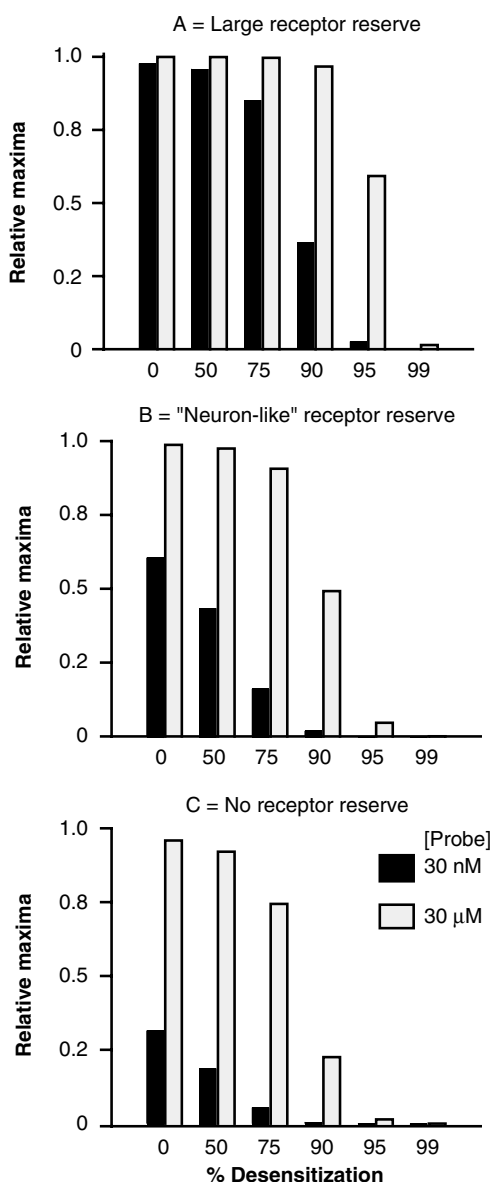 A = Large receptor reserve
Relative maxima
1.0
0.8
0.5
0.2
0
0 50 75 90 95 99
B = "Neuron-like" receptor reserve
Relative maxima
1.0
0.8
0.5
0.2
0
0 50 75 90 95 99
C = No receptor reserve
Relative maxima
1.0
0.8
0.5
0.2
0
[Probe]
30 nM
30 μM
0 50 75 90 95 99
% Desensitization